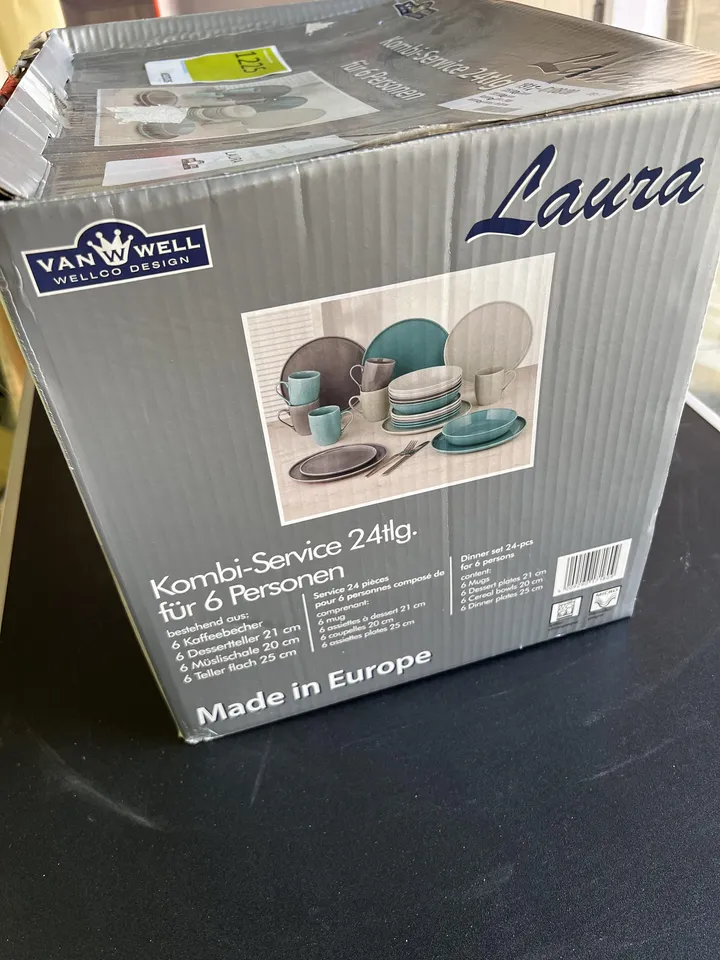 1225
Kombi-Service 24tlg.
für 6 Personen
LAURA
Laura
VAN W WELL
WELLCO DESIGN
Kombi-Service 24tlg.
für 6 Personen
bestehend aus:
6 Kaffeebecher
6 Dessertteller 21 cm
6 Müslischale 20 cm
6 Teller flach 25 cm
Service 24 pièces
pour 6 personnes composé de
comprenant:
6 mug
6 assiettes à dessert 21 cm
6 coupelles 20 cm
6 assiettes plates 25 cm
Dinner set 24-pcs
for 6 persons
content:
6 Mugs
6 Dessert plates 21 cm
6 Cereal bowls 20 cm
6 Dinner plates 25 cm
Made in Europe